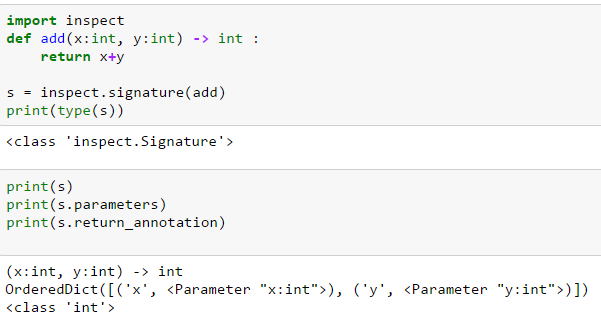 import inspect
def add(x:int, y:int) -> int :
    return x+y
s = inspect.signature(add)
print(type(s))
<class 'inspect.Signature'>
print(s)
print(s.parameters)
print(s.return_annotation)
(x:int, y:int) -> int
OrderedDict([('x', <Parameter "x:int">), ('y', <Parameter "y:int">)])
<class 'int'>